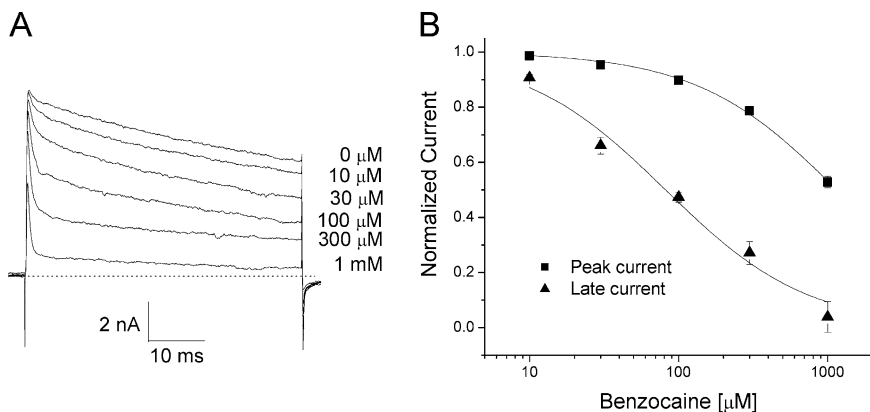 A
0 μM
10 μM
30 μM
100 μM
300 μM
1 mM
2 nA
10 ms
B
Normalized Current
1.0
0.8
0.6
0.4
0.2
0.0
Peak current
Late current
10
100
1000
Benzocaine [μM]